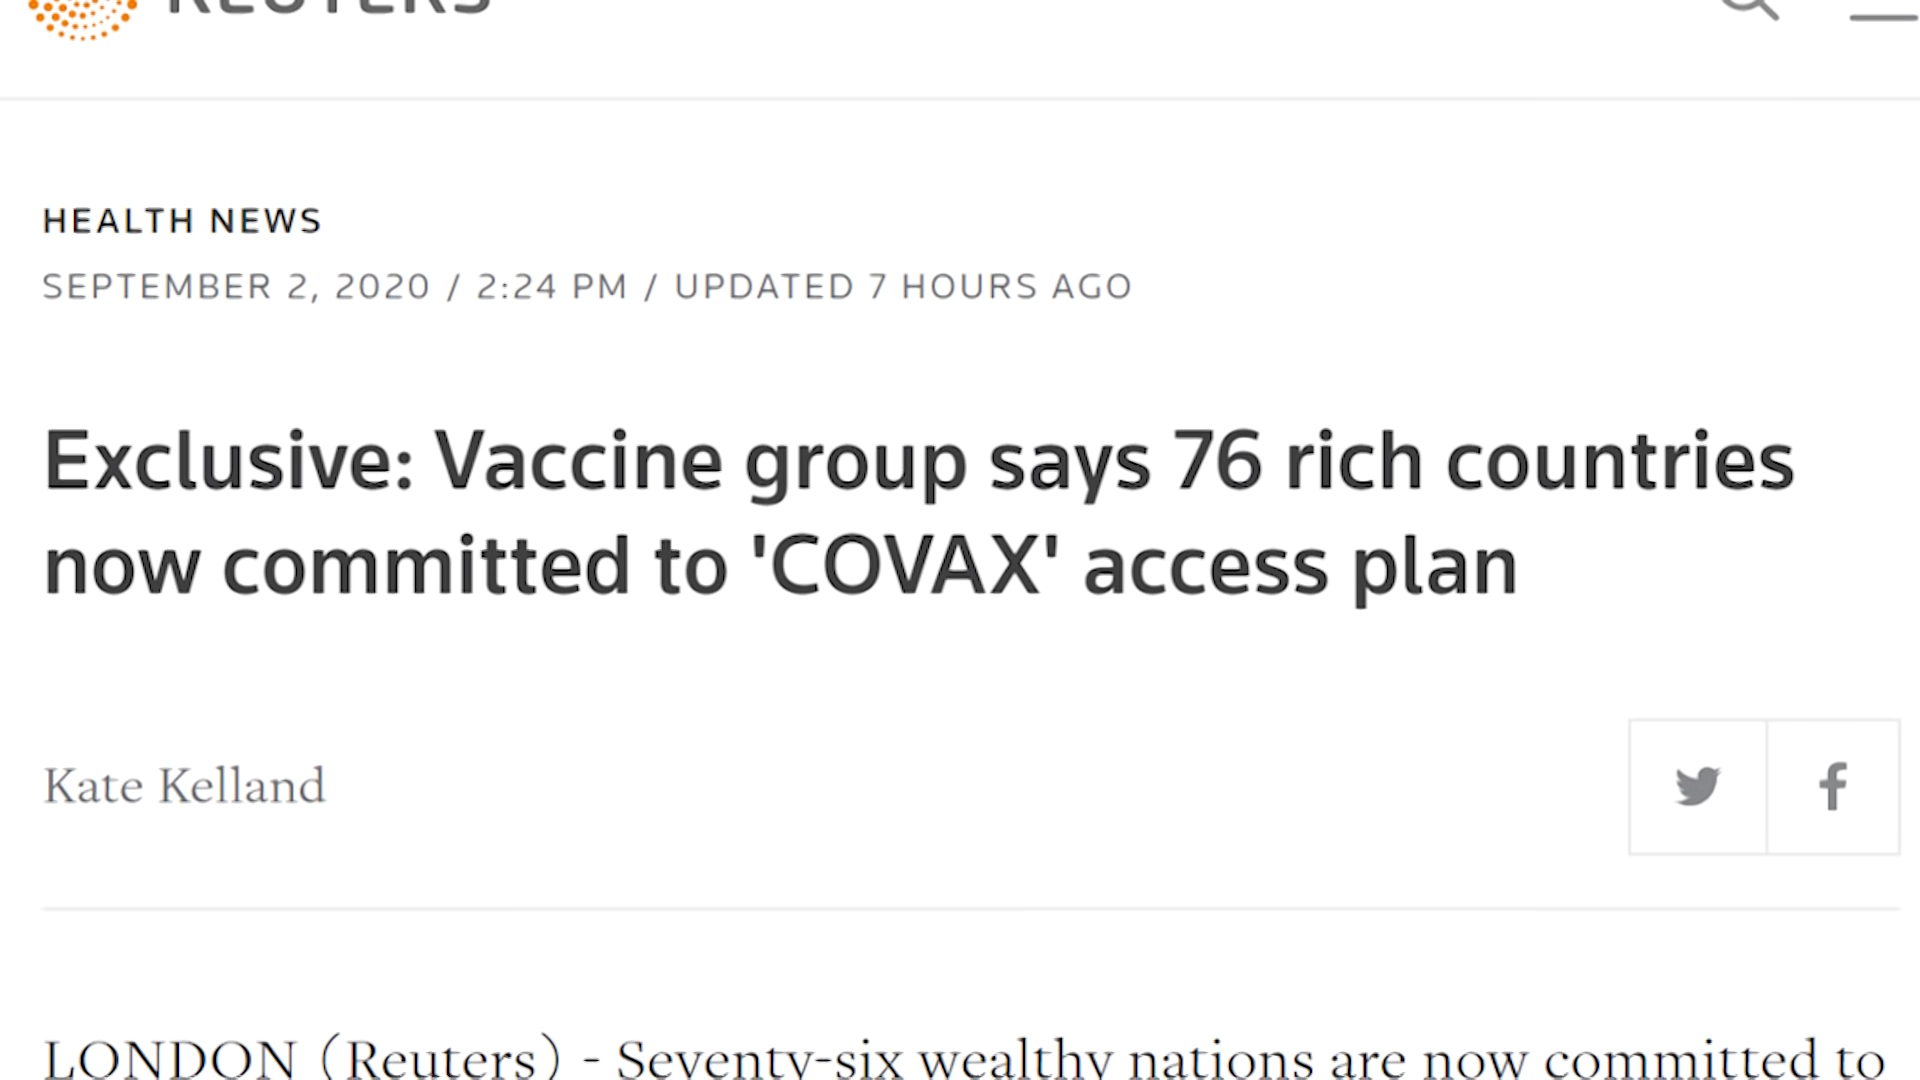 REUTERS
HEALTH NEWS
SEPTEMBER 2, 2020 / 2:24 PM / UPDATED 7 HOURS AGO
Exclusive: Vaccine group says 76 rich countries
now committed to 'COVAX' access plan
Kate Kelland
LONDON (Reuters) - Seventy-six wealthy nations are now committed to